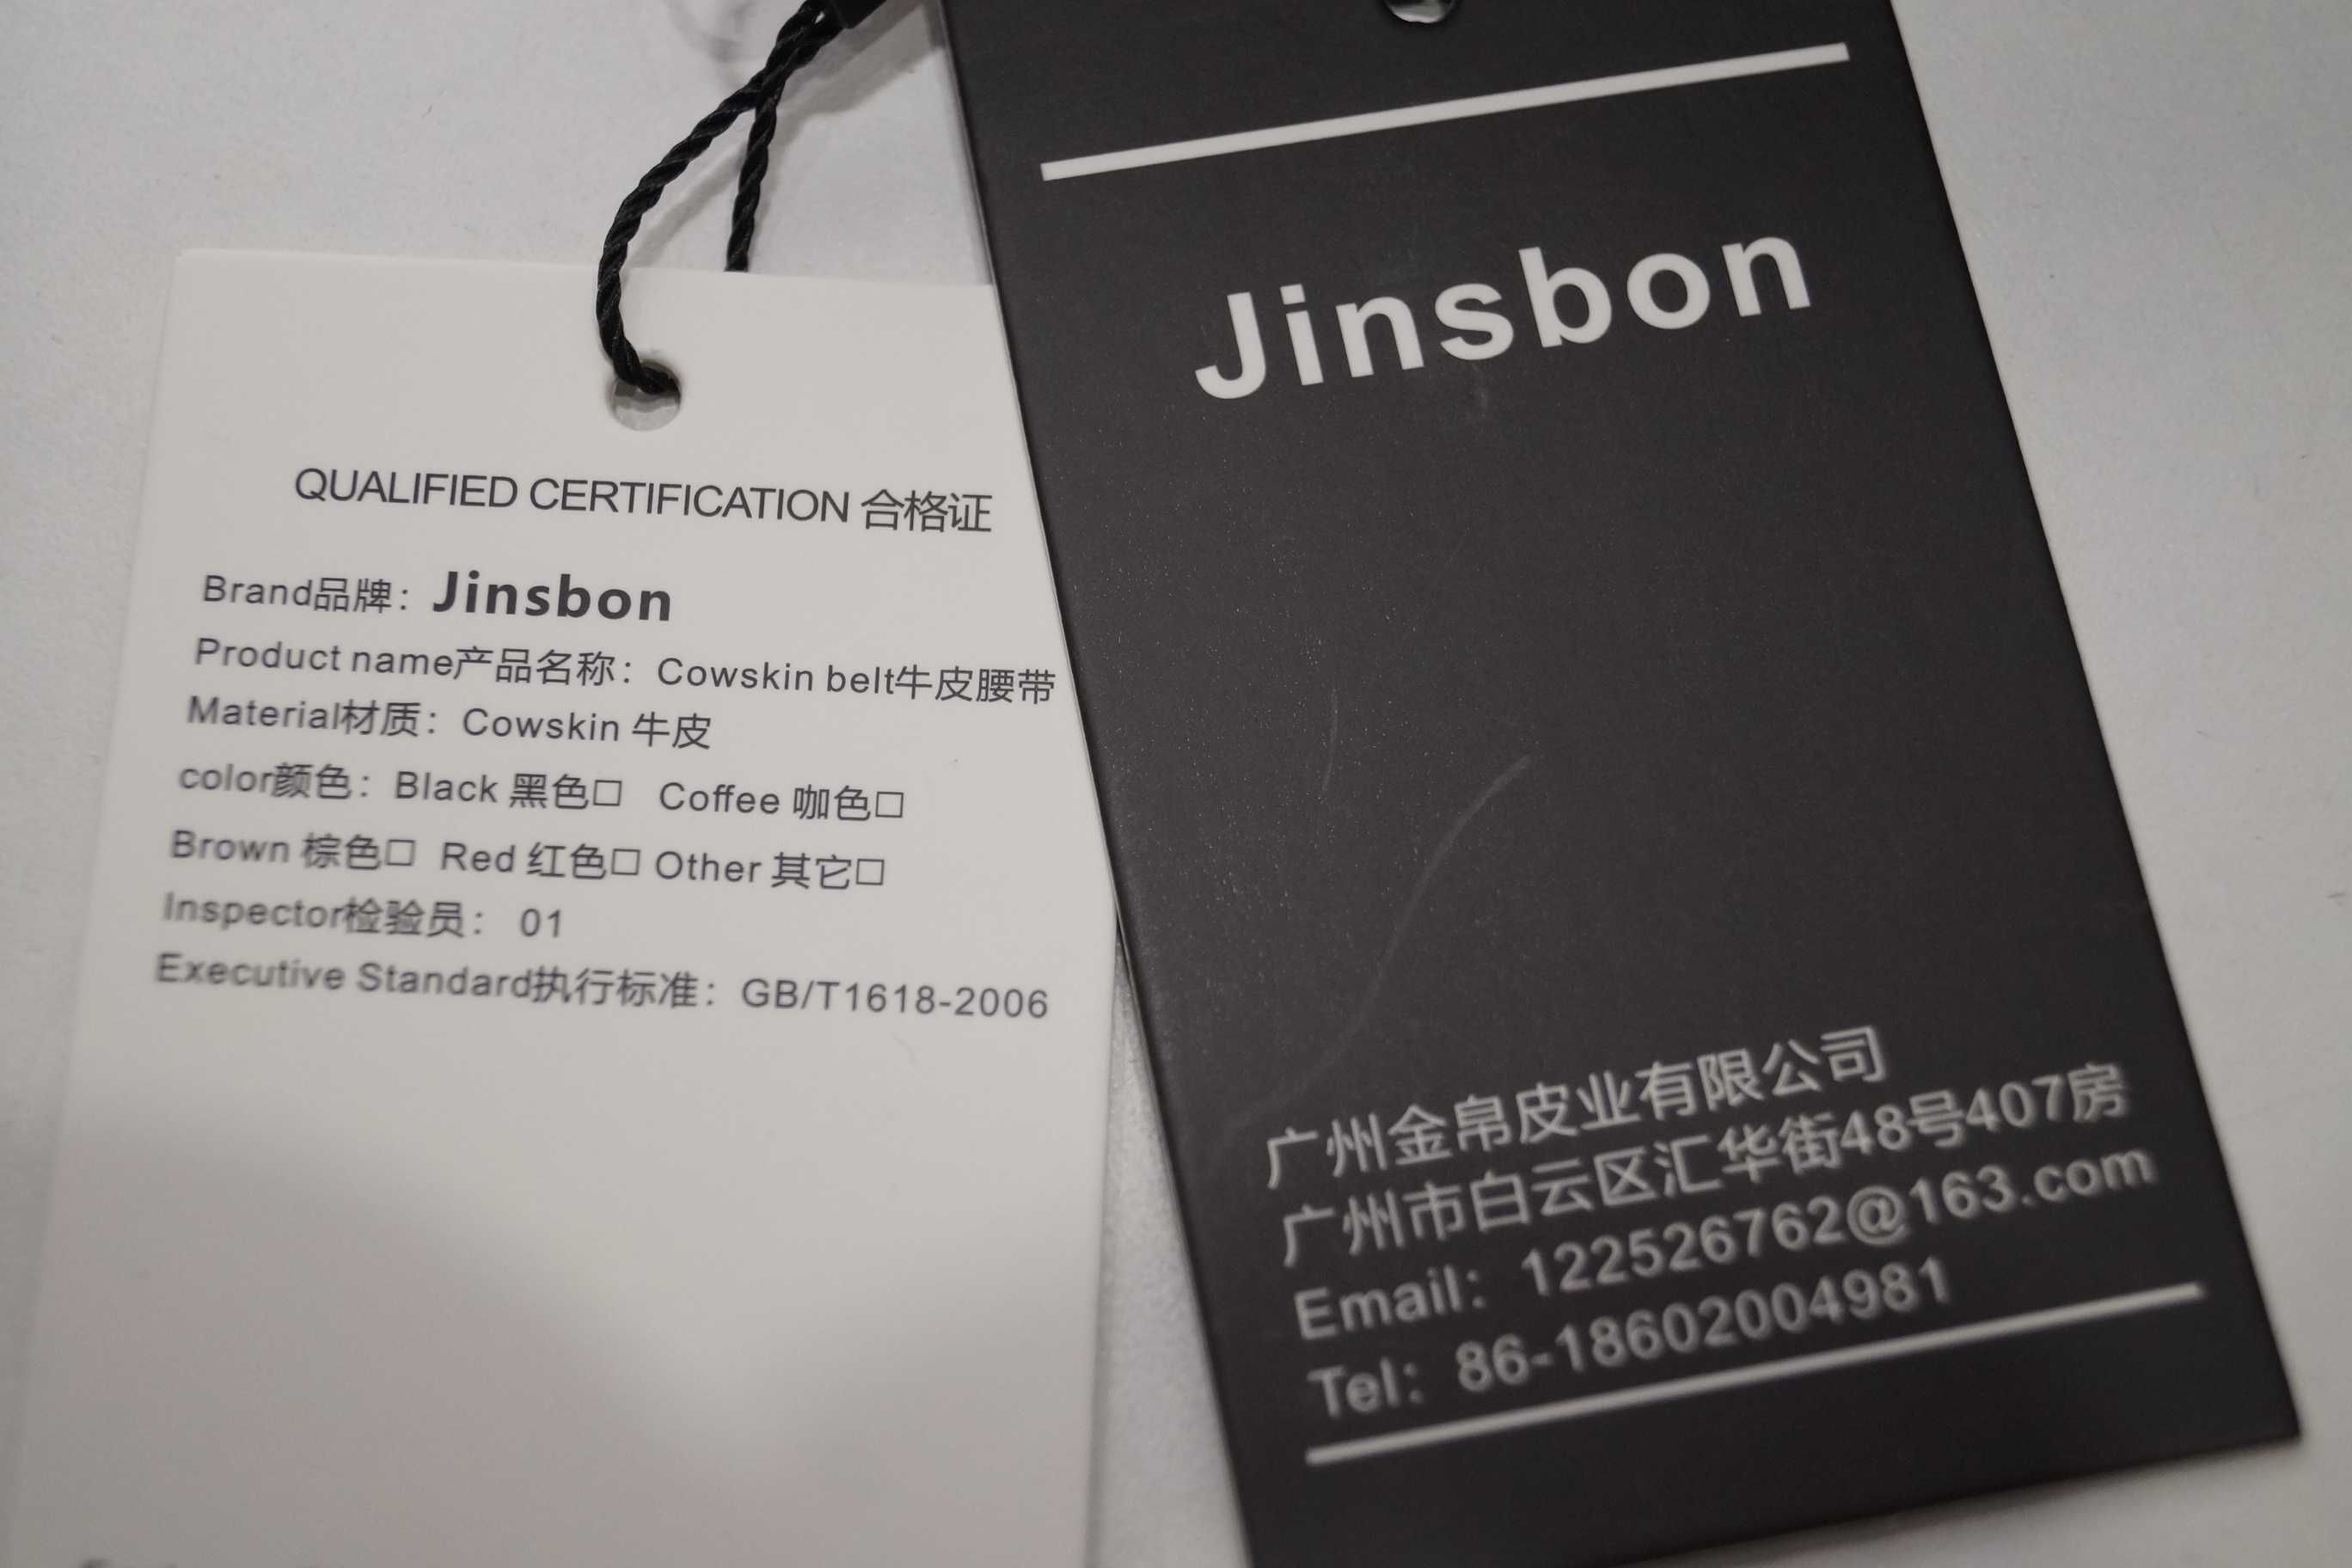 QUALIFIED CERTIFICATION 合格证
Brand品牌：Jinsbon
Product name产品名称：Cowskin belt牛皮腰带
Material材质：Cowskin 牛皮
color颜色：Black 黑色□ Coffee 咖色□
Brown 棕色□ Red 红色□ Other 其它□
Inspector检验员： 01
Executive Standard执行标准：GB/T1618-2006
Jinsbon
广州金帛皮业有限公司
广州市白云区汇华街48号407房
Email：122526762@163.com
Tel：86-18602004981